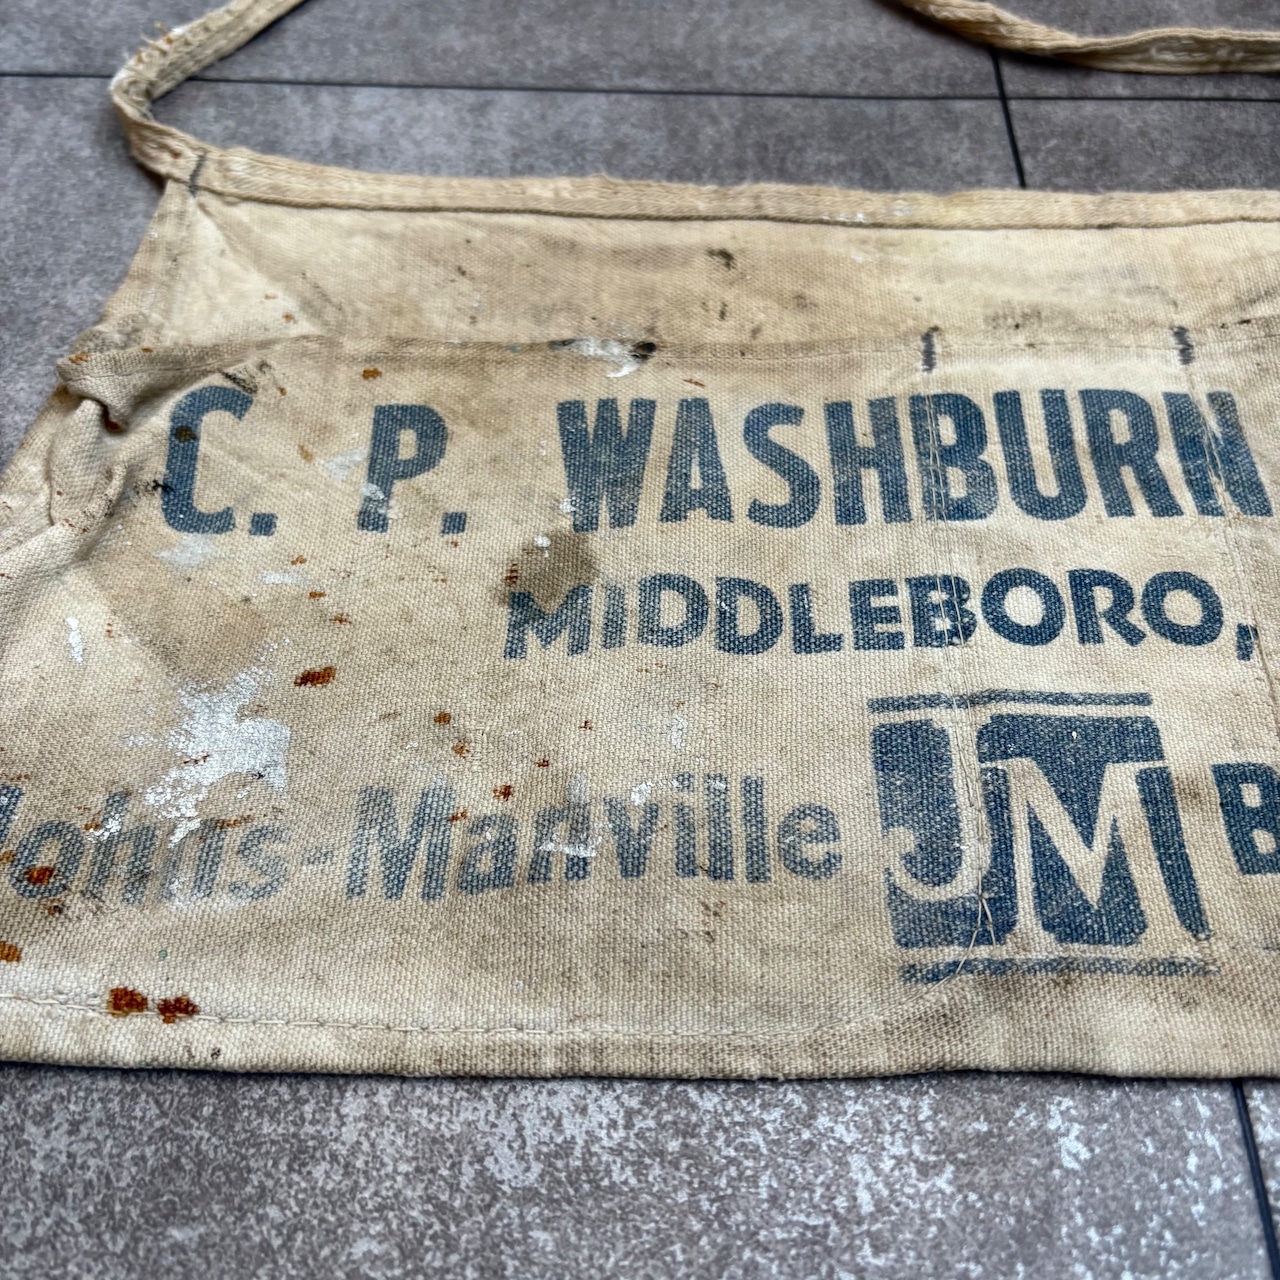 C. P. WASHBURN
MIDDLEBORO,
Johns-Manville JM B